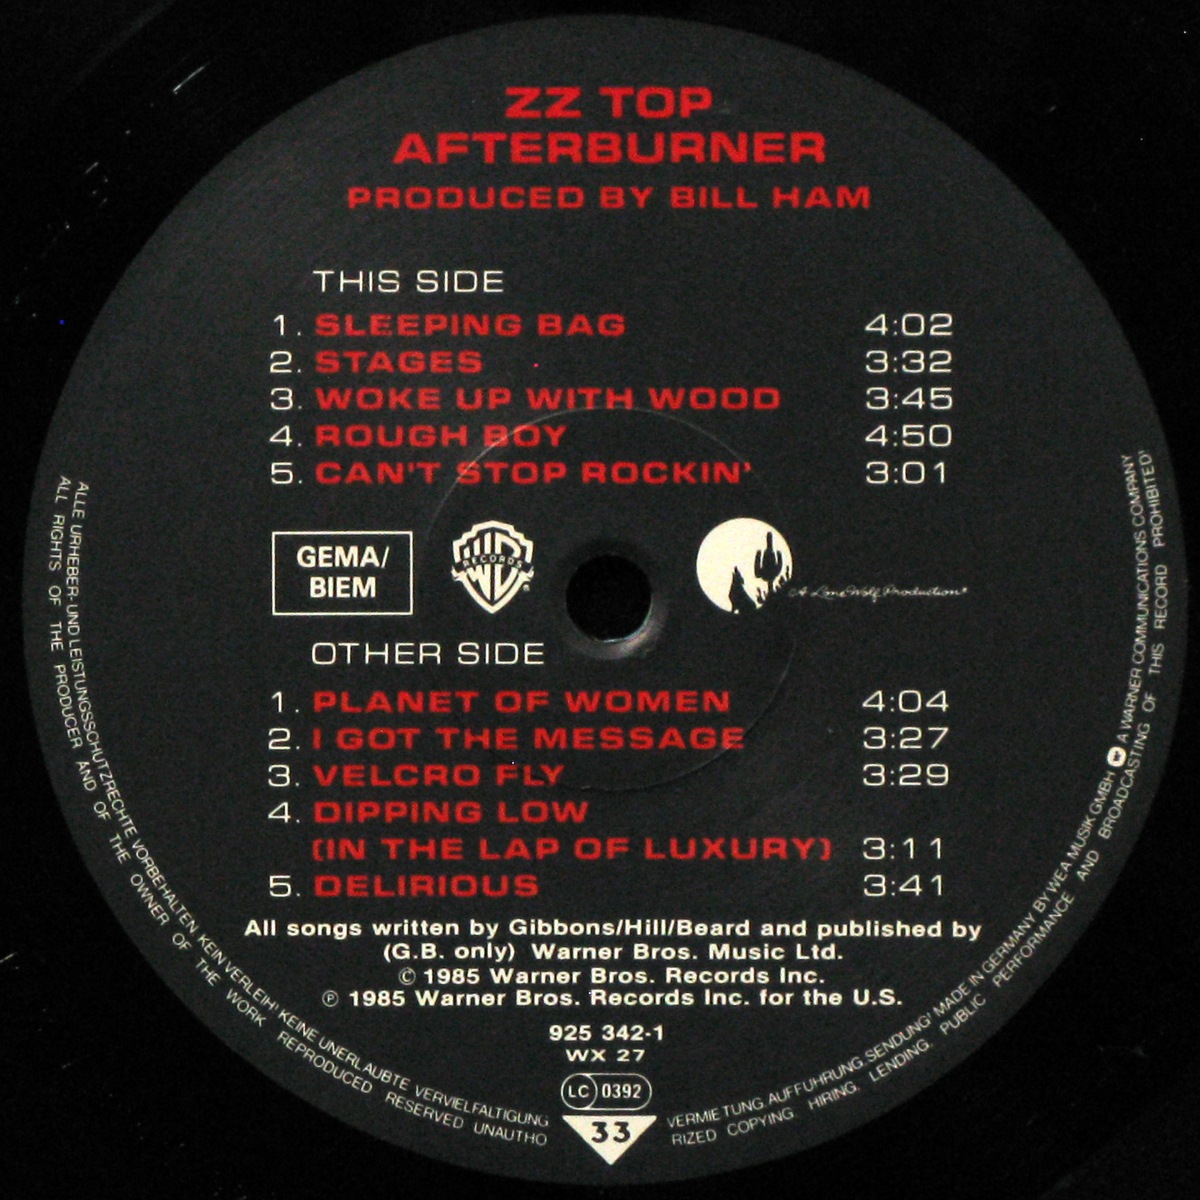 ZZ TOP
AFTERBURNER
PRODUCED BY BILL HAM
THIS SIDE
1. SLEEPING BAG 4:02
2. STAGES 3:32
3. WOKE UP WITH WOOD 3:45
4. ROUGH BOY 4:50
5. CAN'T STOP ROCKIN' 3:01
GEMA/
BIEM
W RECORDS
A Lone Wolf Production
OTHER SIDE
1. PLANET OF WOMEN 4:04
2. I GOT THE MESSAGE 3:27
3. VELCRO FLY 3:29
4. DIPPING LOW
(IN THE LAP OF LUXURY) 3:11
5. DELIRIOUS 3:41
All songs written by Gibbons/Hill/Beard and published by
(G.B. only) Warner Bros. Music Ltd.
© 1985 Warner Bros. Records Inc.
℗ 1985 Warner Bros. Records Inc. for the U.S.
925 342-1
WX 27
LC 0392
33
ALLE URHEBER- UND LEISTUNGSSCHUTZRECHTE VORBEHALTEN KEIN VERLEIH' KEINE UNERLAUBTE VERVIELFALTIGUNG VERMIETUNG, AUFFUHRUNG, SENDUNG' MADE IN GERMANY BY WEA MUSIK GMBH A WARNER COMMUNICATIONS COMPANY
ALL RIGHTS OF THE PRODUCER AND OF THE OWNER OF THE WORK REPRODUCED RESERVED UNAUTHO RIZED COPYING, HIRING, LENDING, PUBLIC PERFORMANCE AND BROADCASTING OF THIS RECORD PROHIBITED'